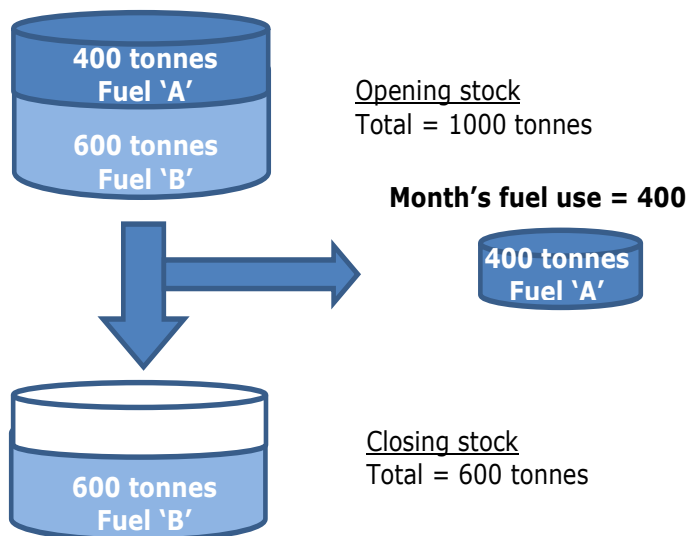 400 tonnes
Fuel ‘A’
600 tonnes
Fuel ‘B’
Opening stock
Total = 1000 tonnes
Month’s fuel use = 400
400 tonnes
Fuel ‘A’
600 tonnes
Fuel ‘B’
Closing stock
Total = 600 tonnes